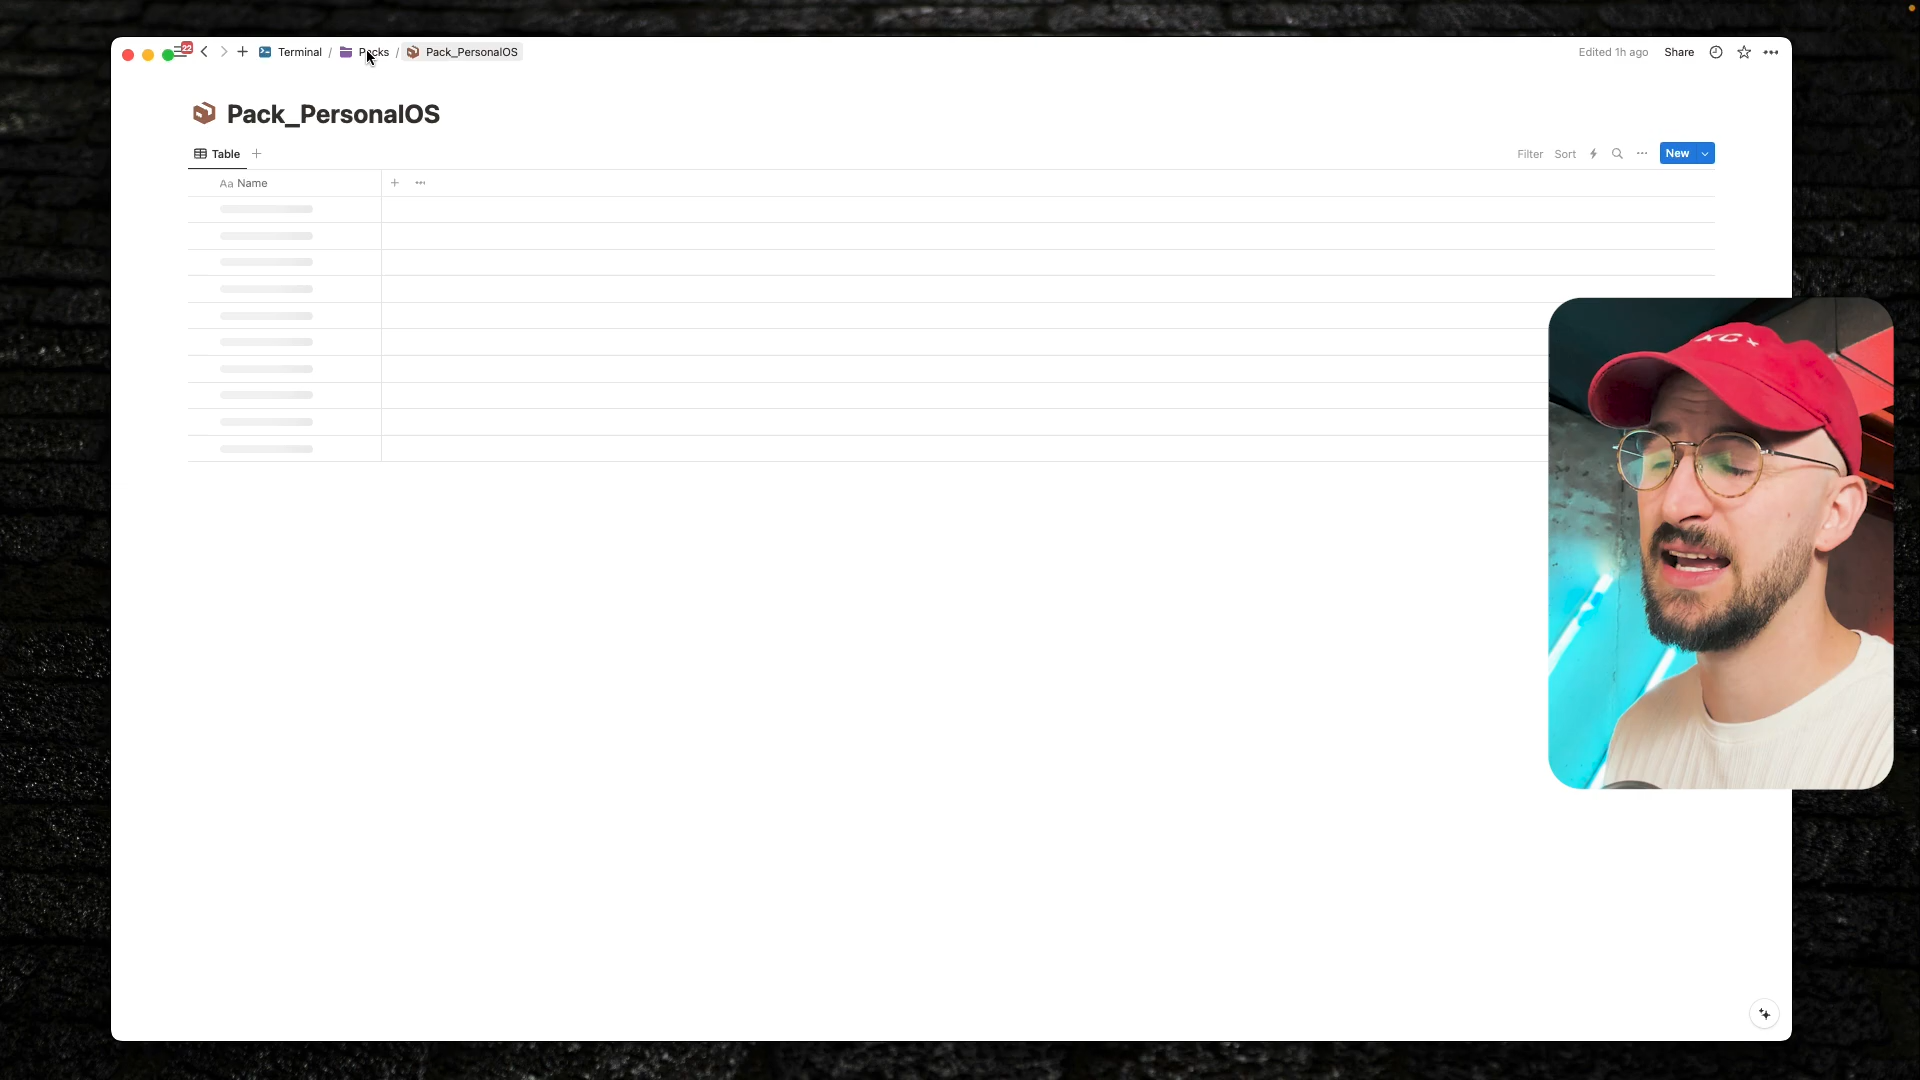 22
Terminal / Packs / Pack_PersonalOS
Edited 1h ago
Share
Pack_PersonalOS
Table
Filter
Sort
New
Aa Name